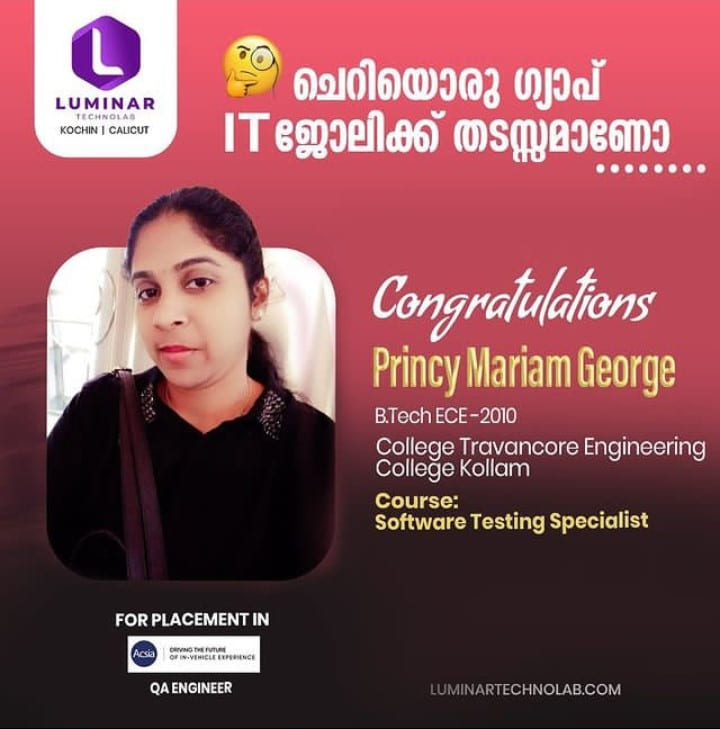 LUMINAR
TECHNOLAB
KOCHIN | CALICUT
ചെറിയൊരു ഗ്യാപ്
IT ജോലിക്ക് തടസ്സമാണോ
.........
Congratulations
Princy Mariam George
B.Tech ECE -2010
College Travancore Engineering
College Kollam
Course:
Software Testing Specialist
FOR PLACEMENT IN
Acsia
DRIVING THE FUTURE
OF IN-VEHICLE EXPERIENCE
QA ENGINEER
LUMINARTECHNOLAB.COM